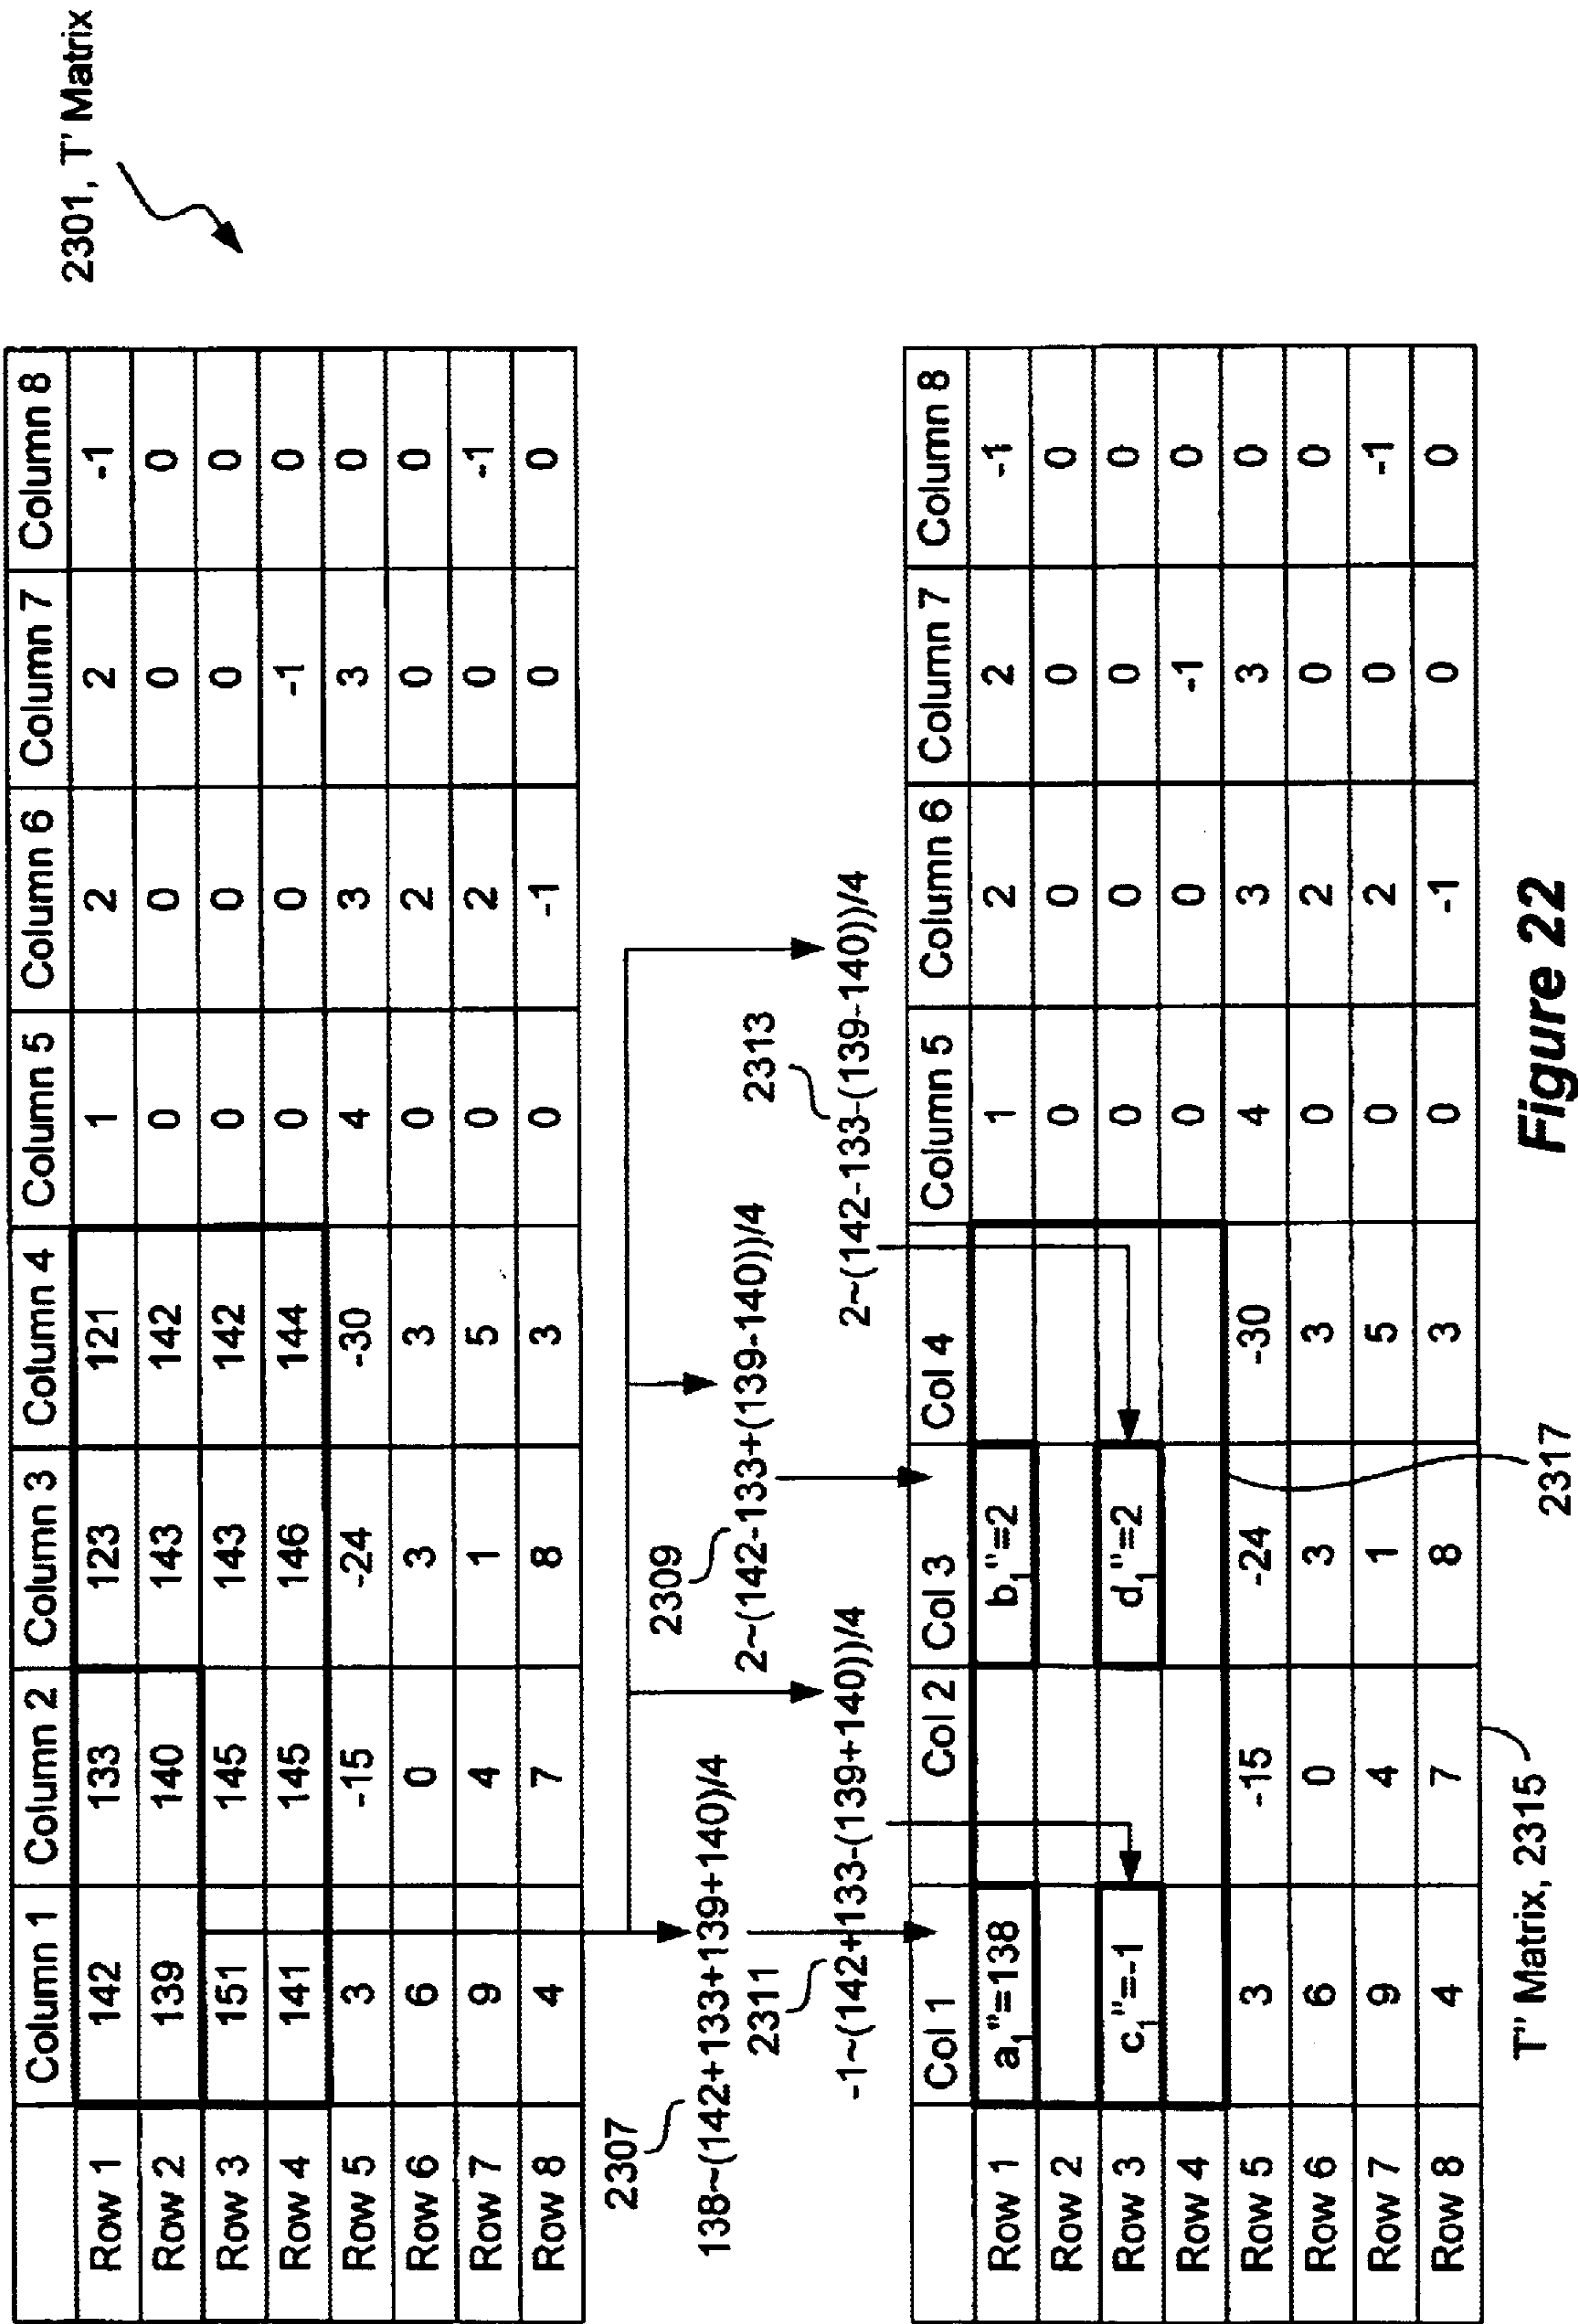 2301, T' Matrix
Column 1 Column 2 Column 3 Column 4 Column 5 Column 6 Column 7 Column 8
Row 1 142 133 123 121 1 2 2 -1
Row 2 139 140 143 142 0 0 0 0
Row 3 151 145 143 142 0 0 0 0
Row 4 141 145 146 144 0 0 -1 0
Row 5 3 -15 -24 -30 4 3 3 0
Row 6 6 0 3 3 0 2 0 0
Row 7 9 4 1 5 0 2 0 -1
Row 8 4 7 8 3 0 -1 0 0
2307
138~(142+133+139+140)/4
2309
2~(142-133+(139-140))/4
2311
-1~(142+133-(139+140))/4
2313
2~(142-133-(139-140))/4
Col 1 Col 2 Col 3 Col 4 Column 5 Column 6 Column 7 Column 8
Row 1 a1"=138 b1"=2 1 2 2 -1
Row 2 0 0 0 0
Row 3 c1"=-1 d1"=2 0 0 0 0
Row 4 0 0 -1 0
Row 5 3 -15 -24 -30 4 3 3 0
Row 6 6 0 3 3 0 2 0 0
Row 7 9 4 1 5 0 2 0 -1
Row 8 4 7 8 3 0 -1 0 0
T" Matrix, 2315
2317
Figure 22